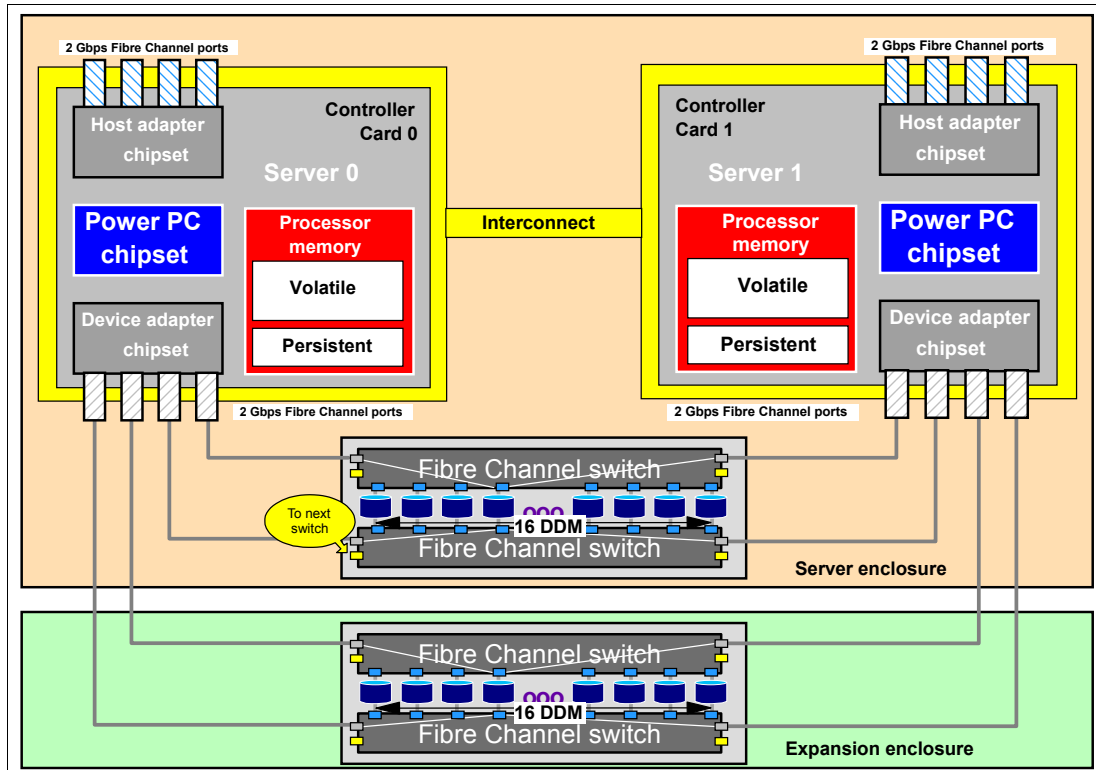 2 Gbps Fibre Channel ports
2 Gbps Fibre Channel ports
Host adapter
chipset
Controller
Card 0
Server 0
Power PC
chipset
Processor
memory
Volatile
Persistent
Device adapter
chipset
2 Gbps Fibre Channel ports
Interconnect
Controller
Card 1
Host adapter
chipset
Server 1
Processor
memory
Volatile
Persistent
Power PC
chipset
Device adapter
chipset
2 Gbps Fibre Channel ports
Fibre Channel switch
To next
switch
16 DDM
Fibre Channel switch
Server enclosure
Fibre Channel switch
16 DDM
Fibre Channel switch
Expansion enclosure